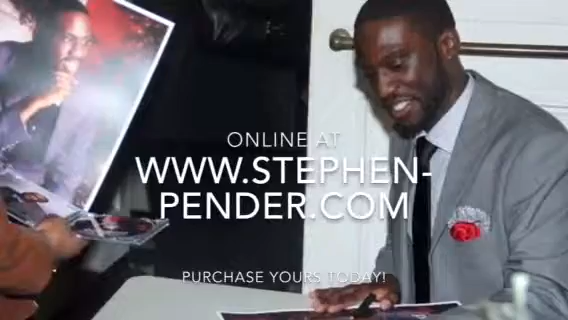 ONLINE AT
WWW.STEPHEN-
PENDER.COM
PURCHASE YOURS TODAY!